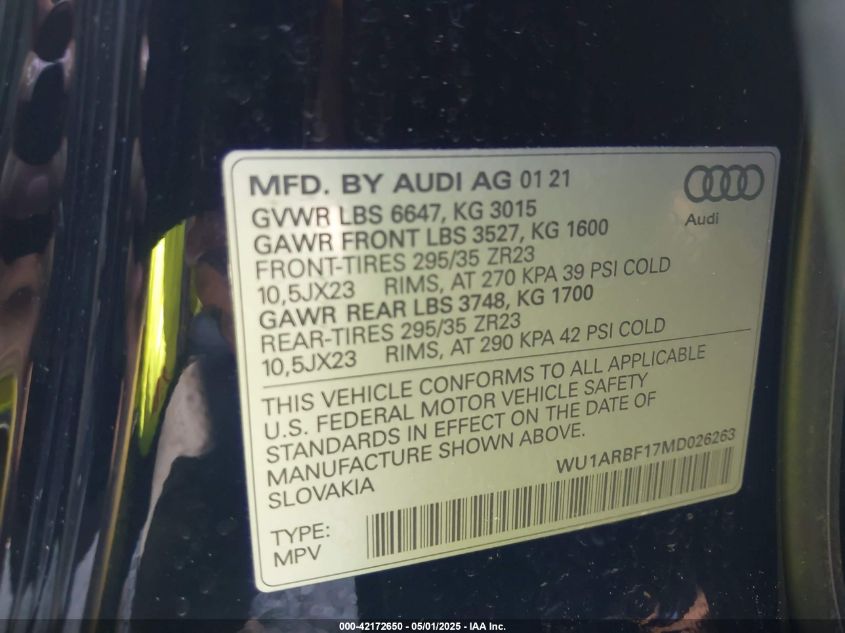 MFD. BY AUDI AG 01 21
Audi
GVWR LBS 6647, KG 3015
GAWR FRONT LBS 3527, KG 1600
FRONT-TIRES 295/35 ZR23
10,5JX23 RIMS, AT 270 KPA 39 PSI COLD
GAWR REAR LBS 3748, KG 1700
REAR-TIRES 295/35 ZR23
10,5JX23 RIMS, AT 290 KPA 42 PSI COLD
THIS VEHICLE CONFORMS TO ALL APPLICABLE
U.S. FEDERAL MOTOR VEHICLE SAFETY
STANDARDS IN EFFECT ON THE DATE OF
MANUFACTURE SHOWN ABOVE.
SLOVAKIA
WU1ARBF17MD026263
TYPE:
MPV
000-42172650 - 05/01/2025 - IAA Inc.